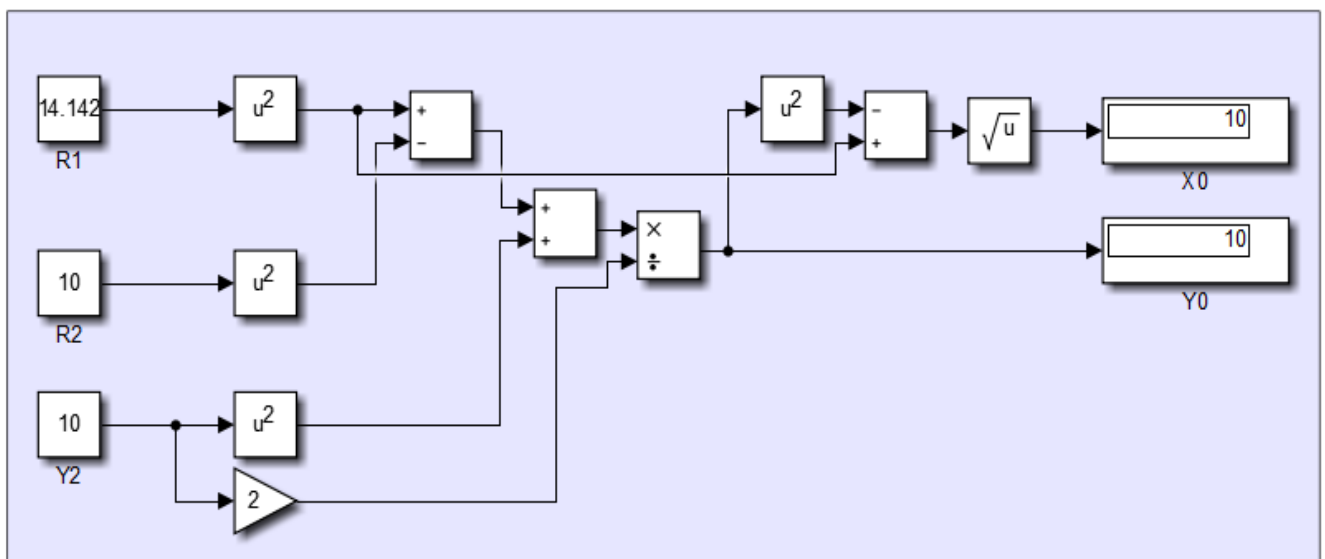 14.142
R1
u²
+
−
u²
−
+
√u
10
X0
10
R2
u²
+
+
×
÷
10
Y0
10
Y2
u²
2